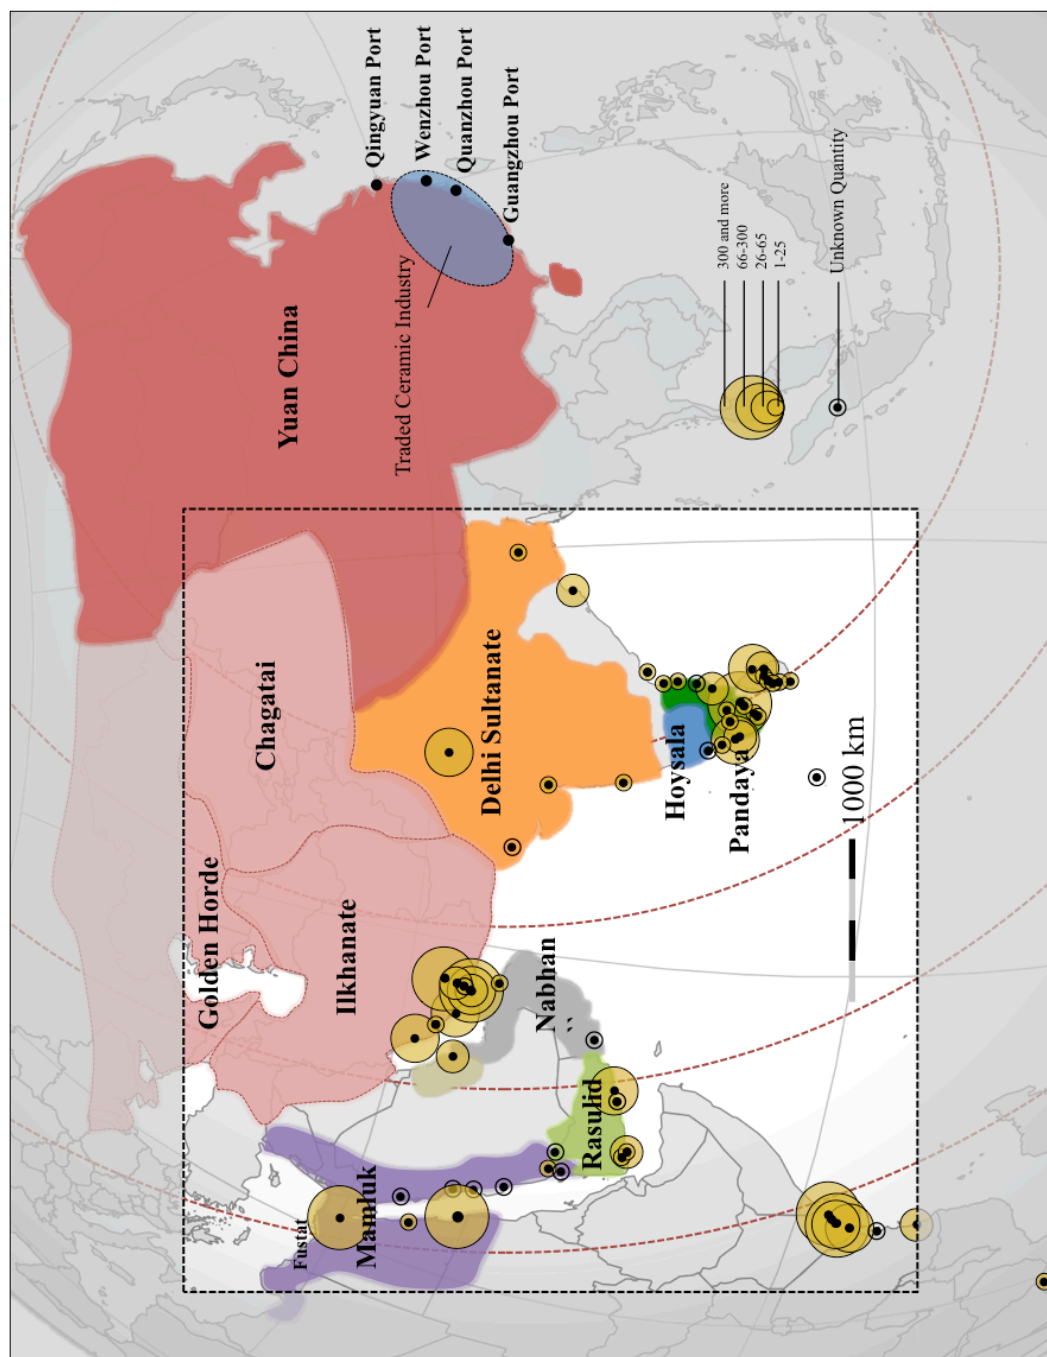 Qingyuan Port
Wenzhou Port
Quanzhou Port
Guangzhou Port
Traded Ceramic Industry
Yuan China
Chagatai
Golden Horde
Ilkhanate
Delhi Sultanate
Hoysala
Pandaya
Nabhan
Rasulid
Mamluk
Fustat
300 and more
66-300
26-65
1-25
Unknown Quantity
1000 km